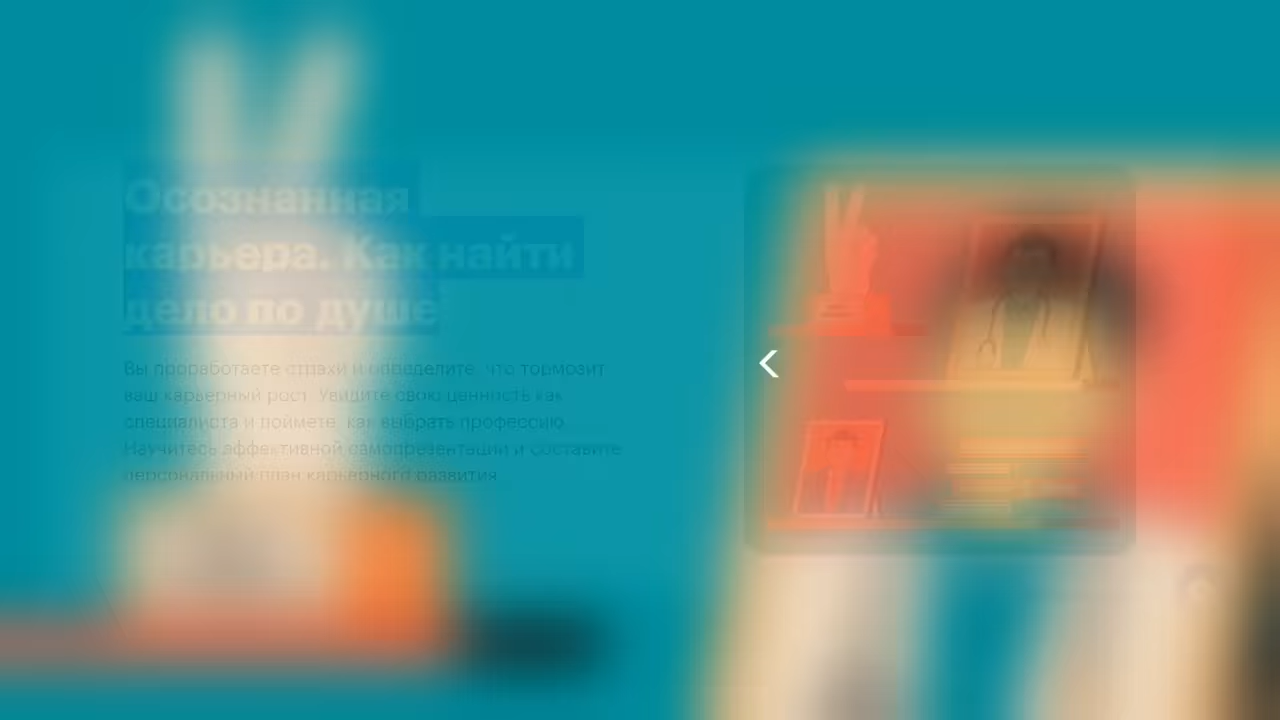 Осознанная
карьера. Как найти
дело по душе
Вы проработаете страхи и определите, что тормозит
ваш карьерный рост. Увидите свою ценность как
специалиста и поймете, как выбрать профессию.
Научитесь эффективной самопрезентации и составите
персональный план карьерного развития